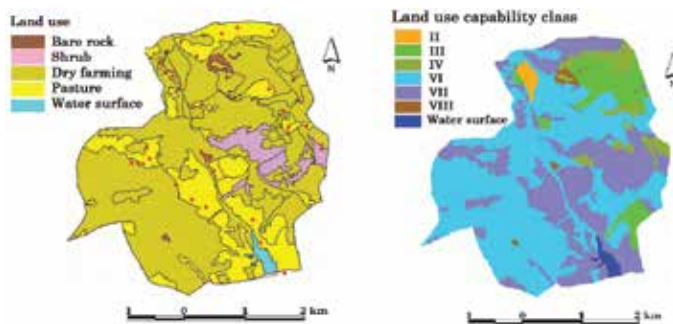 Land use
Bare rock
Shrub
Dry farming
Pasture
Water surface
N
1 0 1 2 km
Land use capability class
II
III
IV
VI
VII
VIII
Water surface
1 0 1 2 km